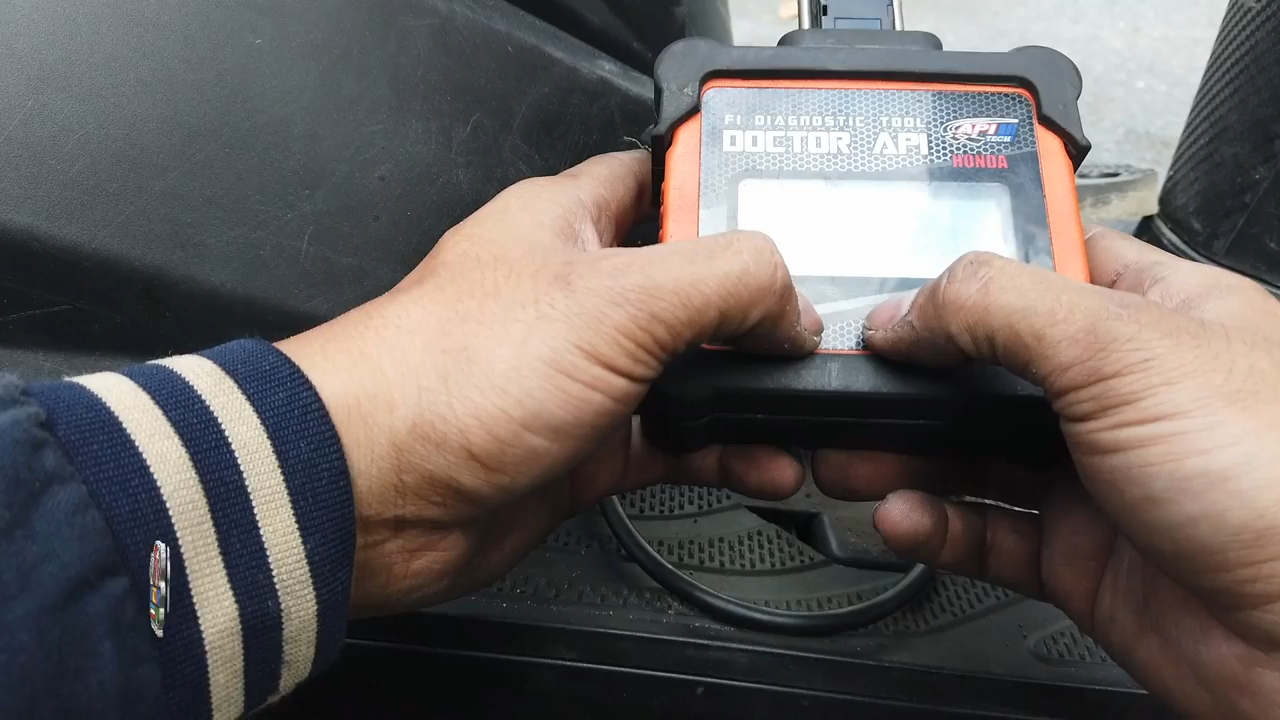 FI DIAGNOSTIC TOOL
DOCTOR API
API
TECH
HONDA